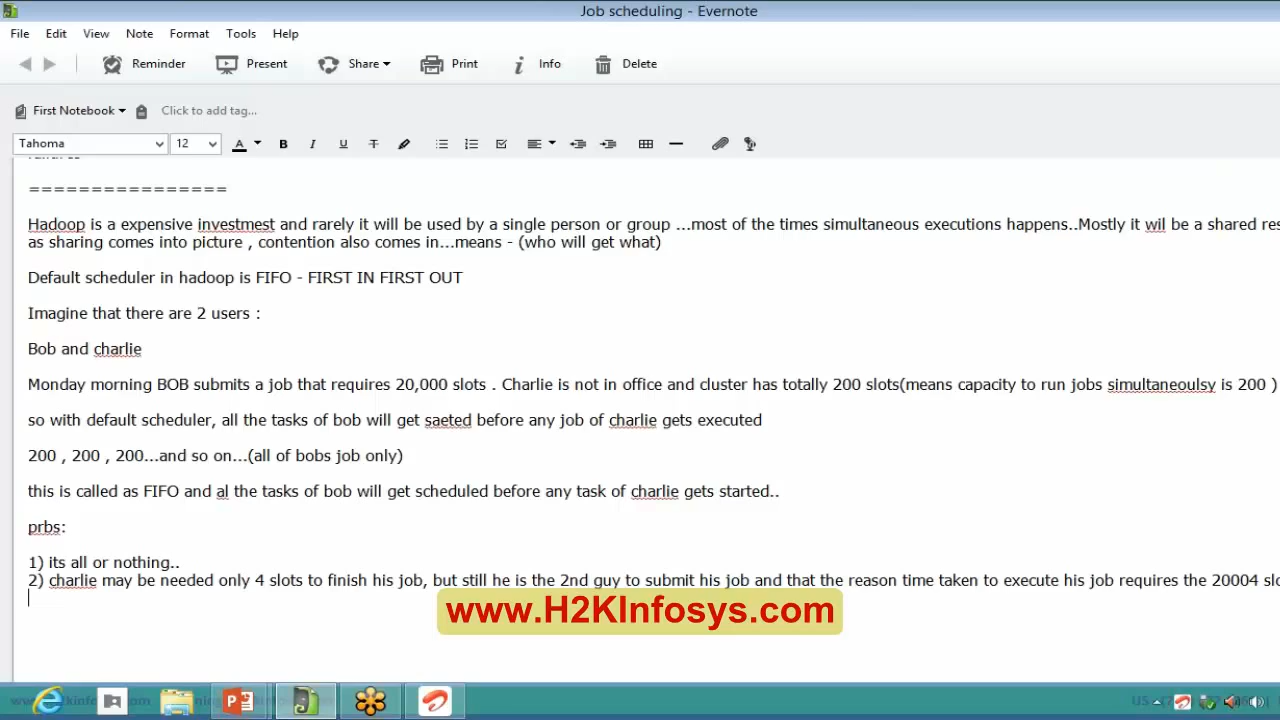 Job scheduling - Evernote
File Edit View Note Format Tools Help
Reminder Present Share Print Info Delete
First Notebook Click to add tag...
Tahoma 12 A B I U T
================
Hadoop is a expensive investmest and rarely it will be used by a single person or group ...most of the times simultaneous executions happens..Mostly it wil be a shared res
as sharing comes into picture , contention also comes in...means - (who will get what)
Default scheduler in hadoop is FIFO - FIRST IN FIRST OUT
Imagine that there are 2 users :
Bob and charlie
Monday morning BOB submits a job that requires 20,000 slots . Charlie is not in office and cluster has totally 200 slots(means capacity to run jobs simultaneoulsy is 200 )
so with default scheduler, all the tasks of bob will get saeted before any job of charlie gets executed
200 , 200 , 200...and so on...(all of bobs job only)
this is called as FIFO and al the tasks of bob will get scheduled before any task of charlie gets started..
prbs:
1) its all or nothing..
2) charlie may be needed only 4 slots to finish his job, but still he is the 2nd guy to submit his job and that the reason time taken to execute his job requires the 20004 slo
www.H2KInfosys.com